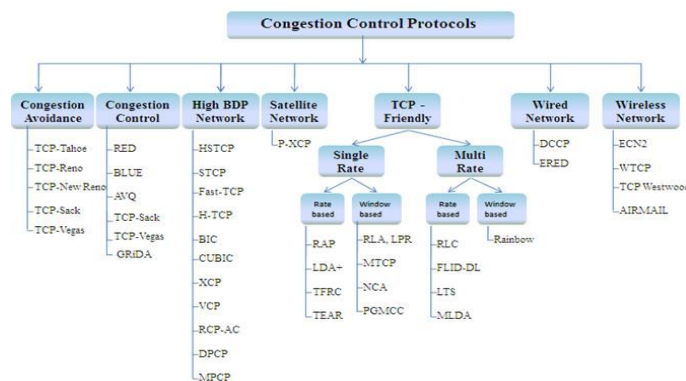 Congestion Control Protocols
Congestion
Avoidance
TCP-Tahoe
TCP-Reno
TCP-New Reno
TCP-Sack
TCP-Vegas
Congestion
Control
RED
BLUE
AVQ
TCP-Sack
TCP-Vegas
GRiDA
High BDP
Network
HSTCP
STCP
Fast-TCP
H-TCP
BIC
CUBIC
XCP
VCP
RCP-AC
DPCP
MPCP
Satellite
Network
P-XCP
TCP -
Friendly
Single
Rate
Rate
based
RAP
LDA+
TFRC
TEAR
Window
based
RLA, LPR
MTCP
NCA
PGMCC
Multi
Rate
Rate
based
RLC
FLID-DL
LTS
MLDA
Window
based
Rainbow
Wired
Network
DCCP
ERED
Wireless
Network
ECN2
WTCP
TCP Westwood
AIRMAIL